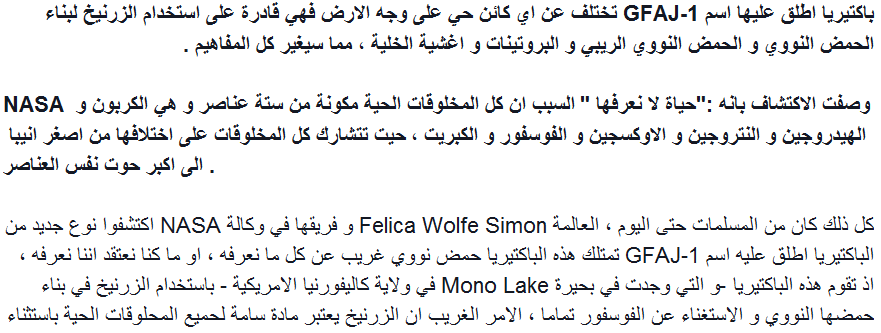 باكتيريا اطلق عليها اسم GFAJ-1 تختلف عن اي كائن حي على وجه الارض فهي قادرة على استخدام الزرنيخ لبناء
الحمض النووي و الحمض النووي الريبي و البروتينات و اغشية الخلية ، مما سيغير كل المفاهيم .
وصفت الاكتشاف بانه :"حياة لا نعرفها " السبب ان كل المخلوقات الحية مكونة من ستة عناصر و هي الكربون و NASA
الهيدروجين و النتروجين و الاوكسجين و الفوسفور و الكبريت ، حيت تتشارك كل المخلوقات على اختلافها من اصغر انيبا
الى اكبر حوت نفس العناصر .
كل ذلك كان من المسلمات حتى اليوم ، العالمة Felica Wolfe Simon و فريقها في وكالة NASA اكتشفوا نوع جديد من
الباكتيريا اطلق عليه اسم GFAJ-1 تمتلك هذه الباكتيريا حمض نووي غريب عن كل ما نعرفه ، او ما كنا نعتقد اننا نعرفه ،
اذ تقوم هذه الباكتيريا -و التي وجدت في بحيرة Mono Lake في ولاية كاليفورنيا الامريكية - باستخدام الزرنيخ في بناء
حمضها النووي و الاستغناء عن الفوسفور تماما ، الامر الغريب ان الزرنيخ يعتبر مادة سامة لجميع المحلوقات الحية باستثناء